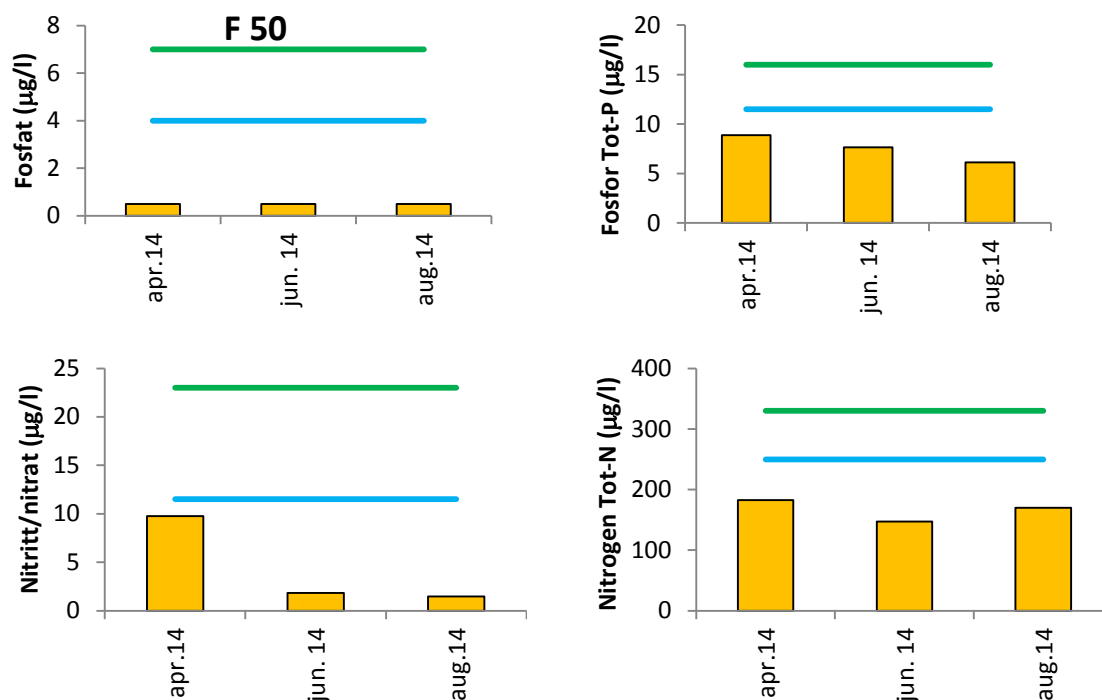 F 50
Fosfat (µg/l)
8
6
4
2
0
apr.14
jun. 14
aug.14
Fosfor Tot-P (µg/l)
20
15
10
5
0
apr.14
jun. 14
aug.14
Nitritt/nitrat (µg/l)
25
20
15
10
5
0
apr.14
jun. 14
aug.14
Nitrogen Tot-N (µg/l)
400
300
200
100
0
apr.14
jun. 14
aug.14